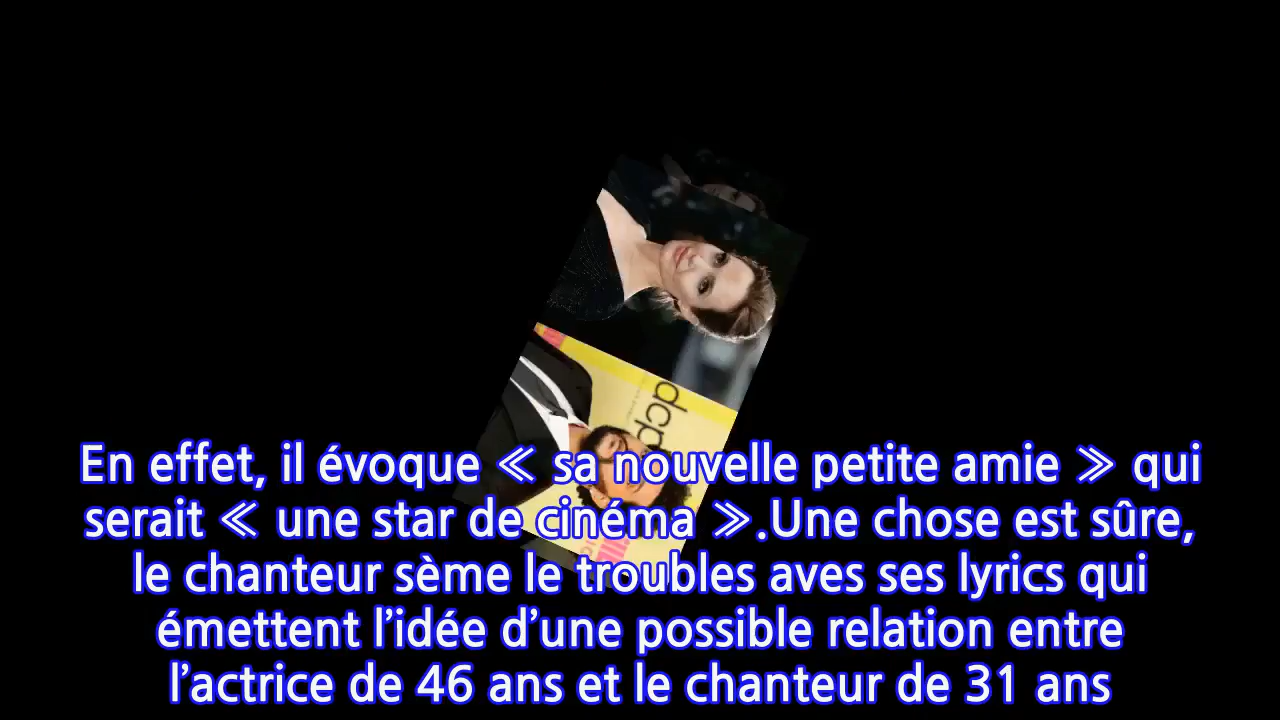 dcp
En effet, il évoque ≪ sa nouvelle petite amie ≫ qui
serait ≪ une star de cinéma ≫.Une chose est sûre,
le chanteur sème le troubles aves ses lyrics qui
émettent l’idée d’une possible relation entre
l’actrice de 46 ans et le chanteur de 31 ans